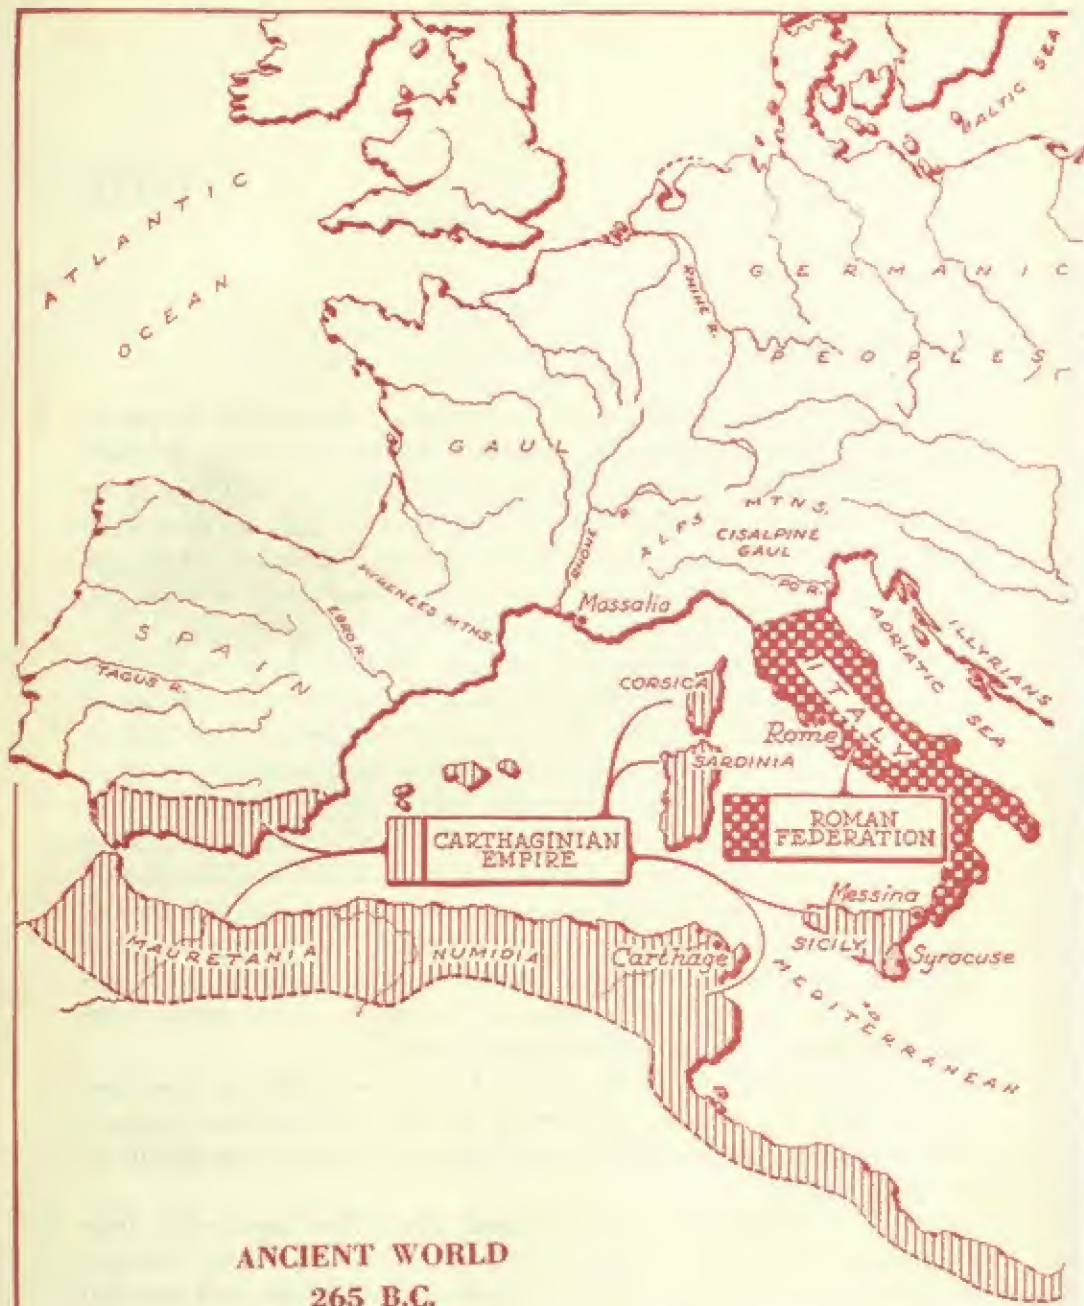 BALTIC SEA
ATLANTIC
OCEAN
GERMANIC
PEOPLES
RHINE R.
GAUL
ALPS MTNS.
CISALPINE
GAUL
RHONE R.
PO R.
PYRENEES MTNS.
Massalia
EBRO R.
SPAIN
TAGUS R.
ADRIATIC SEA
ILLYRIANS
ITALY
CORSICA
Rome
SARDINIA
ROMAN
FEDERATION
CARTHAGINIAN
EMPIRE
Messina
SICILY
Syracuse
MAURETANIA
NUMIDIA
Carthage
MEDITERRANEAN
ANCIENT WORLD
265 B.C.